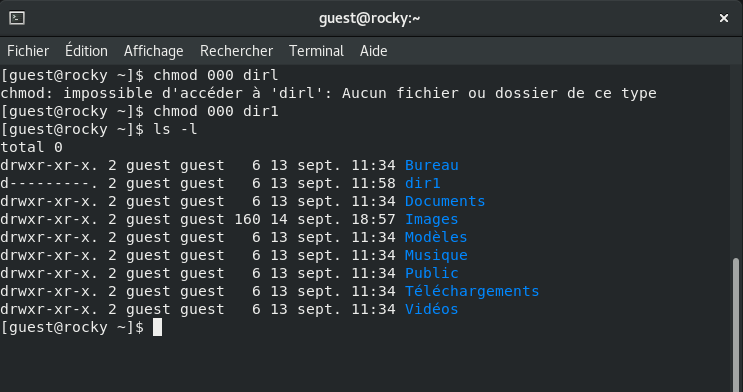 guest@rocky:~
Fichier Édition Affichage Rechercher Terminal Aide
[guest@rocky ~]$ chmod 000 dirl
chmod: impossible d'accéder à 'dirl': Aucun fichier ou dossier de ce type
[guest@rocky ~]$ chmod 000 dir1
[guest@rocky ~]$ ls -l
total 0
drwxr-xr-x. 2 guest guest   6 13 sept. 11:34 Bureau
d---------. 2 guest guest   6 13 sept. 11:58 dir1
drwxr-xr-x. 2 guest guest   6 13 sept. 11:34 Documents
drwxr-xr-x. 2 guest guest 160 14 sept. 18:57 Images
drwxr-xr-x. 2 guest guest   6 13 sept. 11:34 Modèles
drwxr-xr-x. 2 guest guest   6 13 sept. 11:34 Musique
drwxr-xr-x. 2 guest guest   6 13 sept. 11:34 Public
drwxr-xr-x. 2 guest guest   6 13 sept. 11:34 Téléchargements
drwxr-xr-x. 2 guest guest   6 13 sept. 11:34 Vidéos
[guest@rocky ~]$